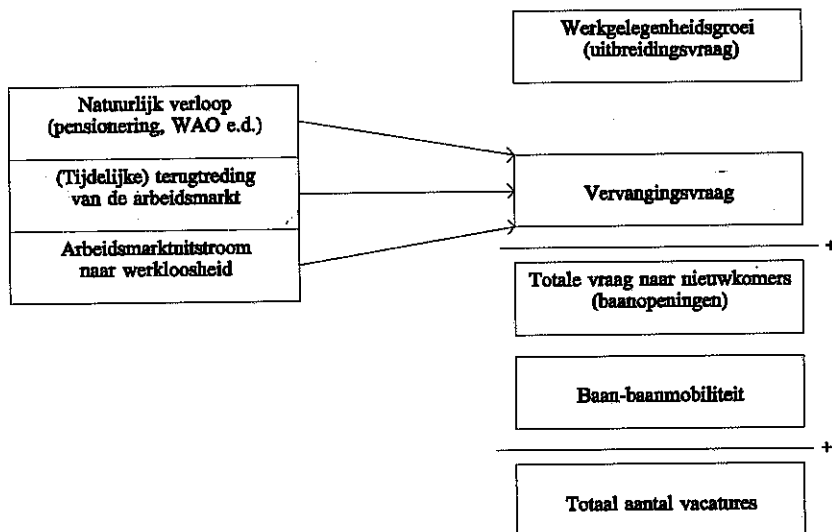 Werkgelegenheidsgroei
(uitbreidingsvraag)
Natuurlijk verloop
(pensionering, WAO e.d.)
(Tijdelijke) terugtreding
van de arbeidsmarkt
Arbeidsmarktuitstroom
naar werkloosheid
Vervangingsvraag
+
Totale vraag naar nieuwkomers
(baanopeningen)
Baan-baanmobiliteit
+
Totaal aantal vacatures